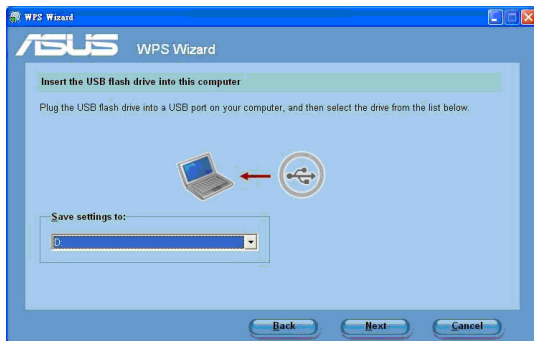 WPS Wizard
ASUS WPS Wizard
Insert the USB flash drive into this computer
Plug the USB flash drive into a USB port on your computer, and then select the drive from the list below.
Save settings to:
D:
Back Next Cancel